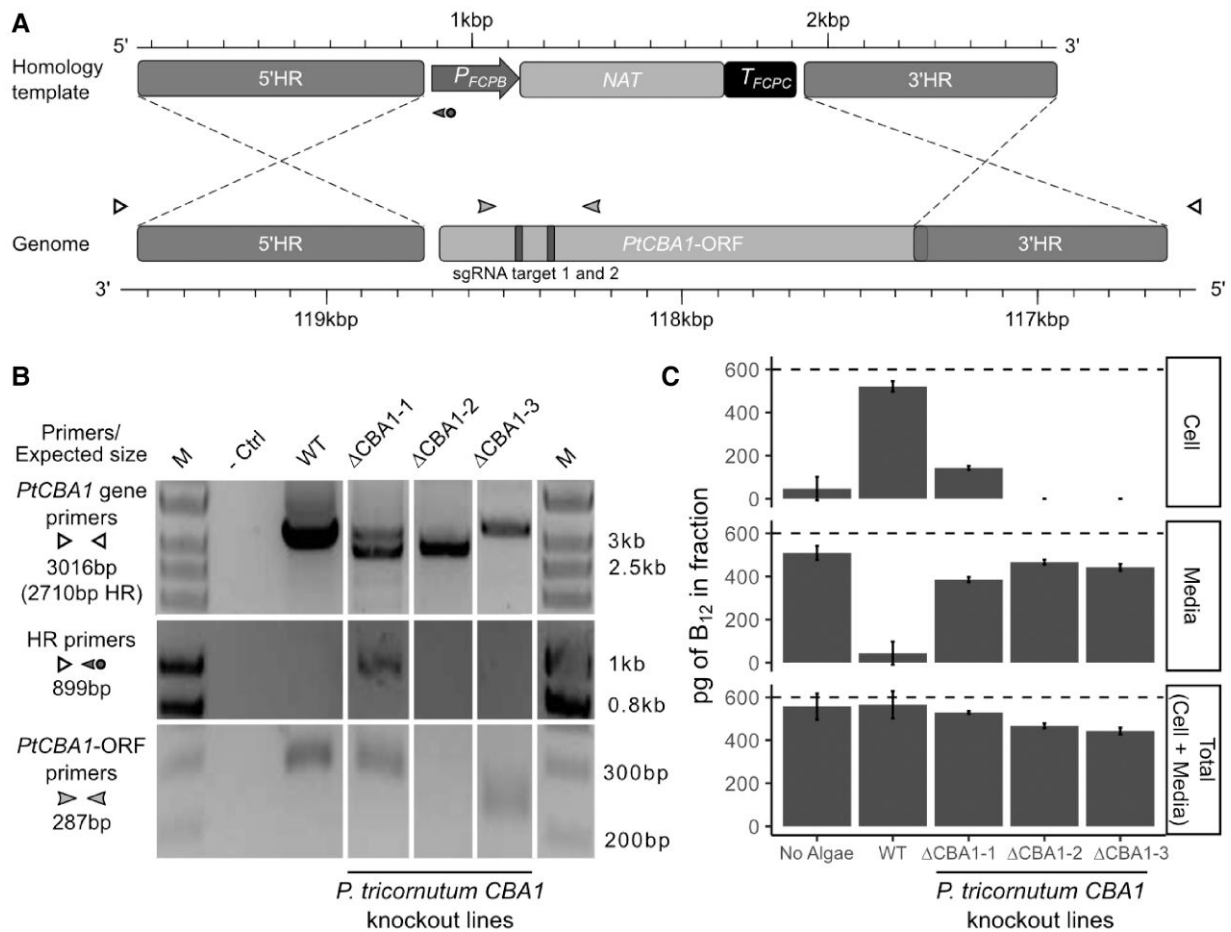 A
1kbp
2kbp
5'
3'
Homology
template
5'HR
P_FCPB
NAT
T_FCPC
3'HR
Genome
5'HR
PtCBA1-ORF
3'HR
sgRNA target 1 and 2
3'
5'
119kbp
118kbp
117kbp
B
Primers/
Expected size
M
- Ctrl
WT
ΔCBA1-1
ΔCBA1-2
ΔCBA1-3
M
PtCBA1 gene
primers
3016bp
(2710bp HR)
3kb
2.5kb
HR primers
899bp
1kb
0.8kb
PtCBA1-ORF
primers
287bp
300bp
200bp
P. tricornutum CBA1
knockout lines
C
pg of B12 in fraction
600
400
200
0
Cell
600
400
200
0
Media
600
400
200
0
Total
(Cell + Media)
No Algae
WT
ΔCBA1-1
ΔCBA1-2
ΔCBA1-3
P. tricornutum CBA1
knockout lines